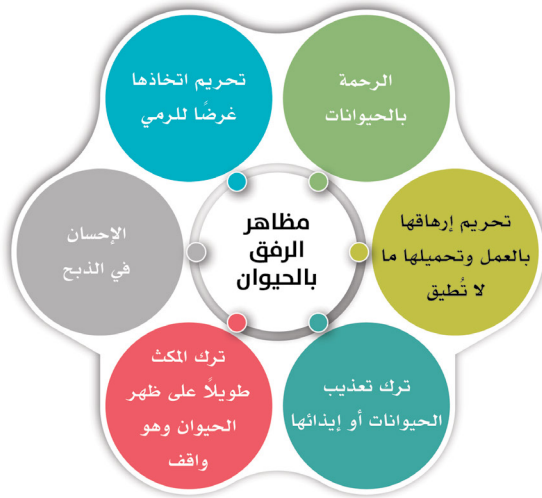 مظاهر
الرفق
بالحيوان
الرحمة
بالحيوانات
تحريم إرهاقها
بالعمل وتحميلها ما
لا تُطيق
ترك تعذيب
الحيوانات أو إيذائها
ترك المكث
طويلاً على ظهر
الحيوان وهو
واقف
الإحسان
في الذبح
تحريم اتخاذها
غرضًا للرمي